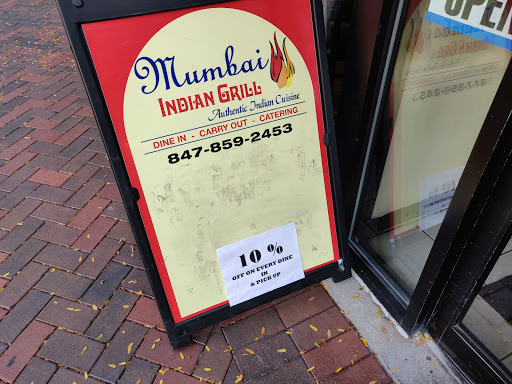 Mumbai
INDIAN GRILL
Authentic Indian Cuisine
DINE IN - CARRY OUT - CATERING
847-859-2453
10 %
OFF ON EVERY DINE
IN
& PICK UP
OPEN